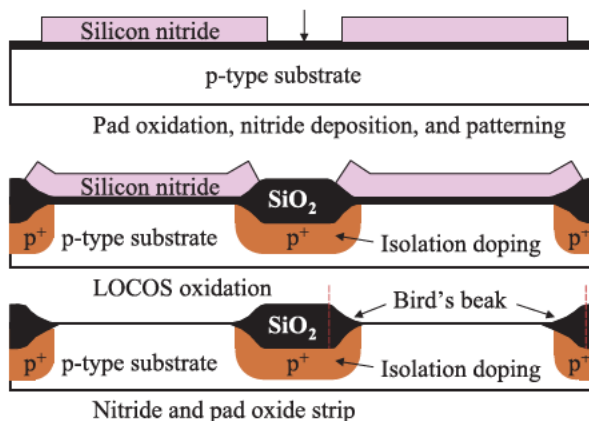 Silicon nitride
p-type substrate
Pad oxidation, nitride deposition, and patterning
Silicon nitride
SiO₂
p⁺ p-type substrate p⁺ Isolation doping p⁺
LOCOS oxidation
Bird's beak
SiO₂
p⁺ p-type substrate p⁺ Isolation doping p⁺
Nitride and pad oxide strip